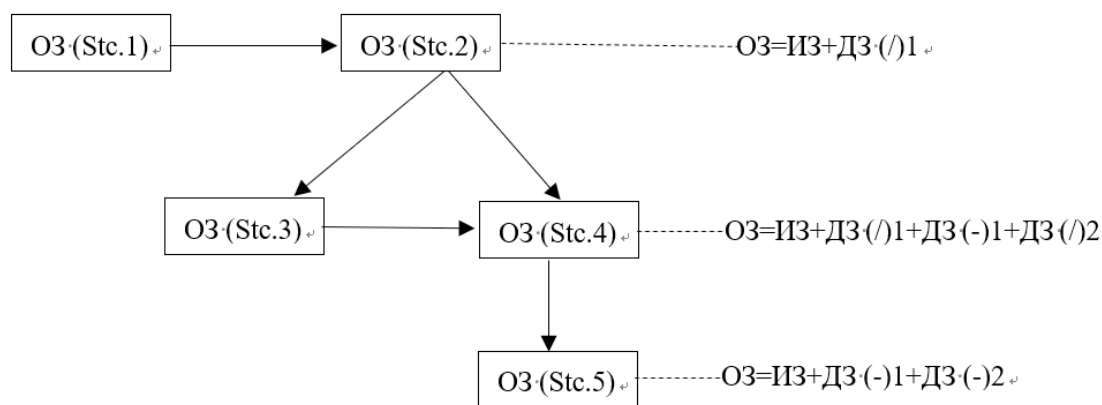 ОЗ (Stc.1)
ОЗ (Stc.2)
ОЗ=ИЗ+ДЗ (/)1
ОЗ (Stc.3)
ОЗ (Stc.4)
ОЗ=ИЗ+ДЗ (/)1+ДЗ (-)1+ДЗ (/)2
ОЗ (Stc.5)
ОЗ=ИЗ+ДЗ (-)1+ДЗ (-)2